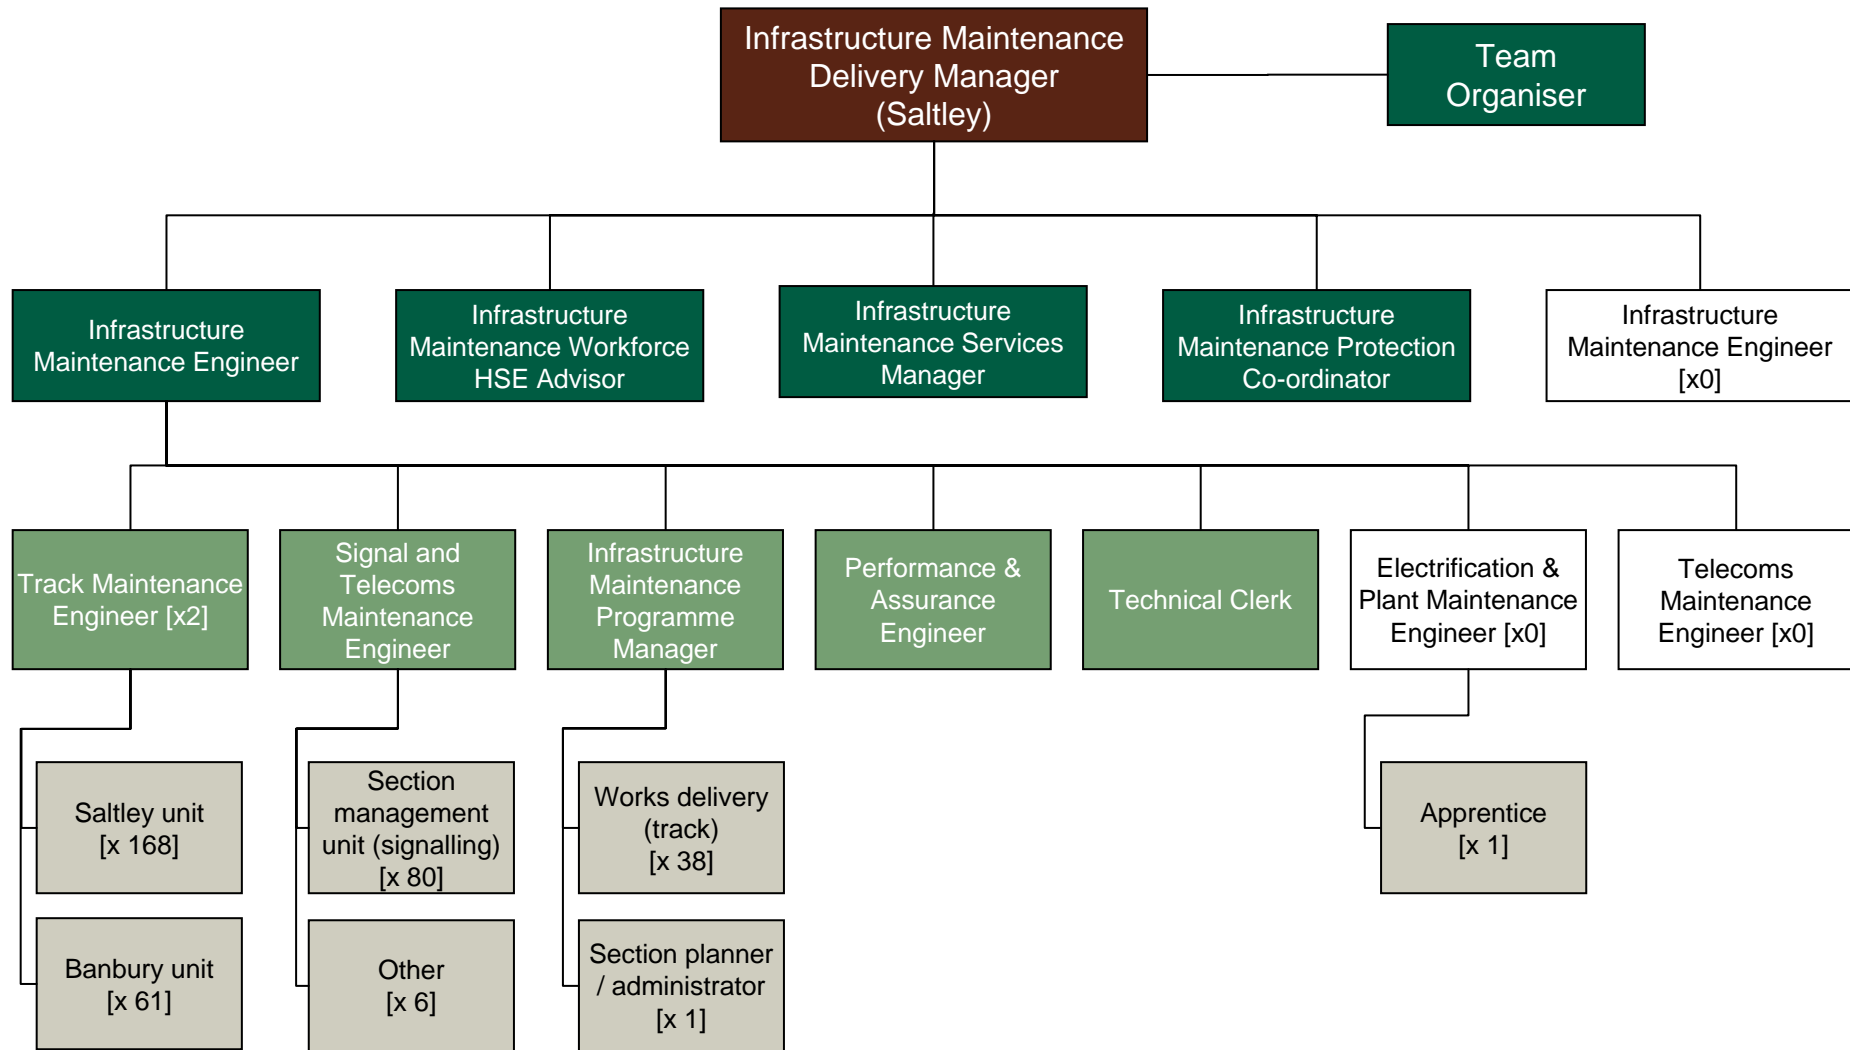 Infrastructure Maintenance
Delivery Manager
(Saltley)
Team
Organiser
Infrastructure
Maintenance Engineer
Infrastructure
Maintenance Workforce
HSE Advisor
Infrastructure
Maintenance Services
Manager
Infrastructure
Maintenance Protection
Co-ordinator
Infrastructure
Maintenance Engineer
[x0]
Track Maintenance
Engineer [x2]
Signal and
Telecoms
Maintenance
Engineer
Infrastructure
Maintenance
Programme
Manager
Performance &
Assurance
Engineer
Technical Clerk
Electrification &
Plant Maintenance
Engineer [x0]
Telecoms
Maintenance
Engineer [x0]
Saltley unit
[x 168]
Section
management
unit (signalling)
[x 80]
Works delivery
(track)
[x 38]
Apprentice
[x 1]
Banbury unit
[x 61]
Other
[x 6]
Section planner
/ administrator
[x 1]